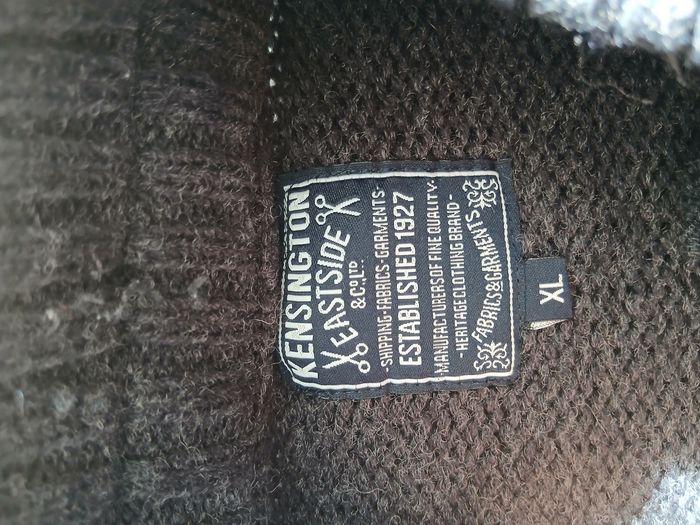 KENSINGTON
EASTSIDE
& CO. LTD.
-SHIPPING-FABRICS-GARMENTS-
ESTABLISHED 1927
-MANUFACTURERS OF FINE QUALITY-
-HERITAGE CLOTHING BRAND-
FABRICS&GARMENTS
XL